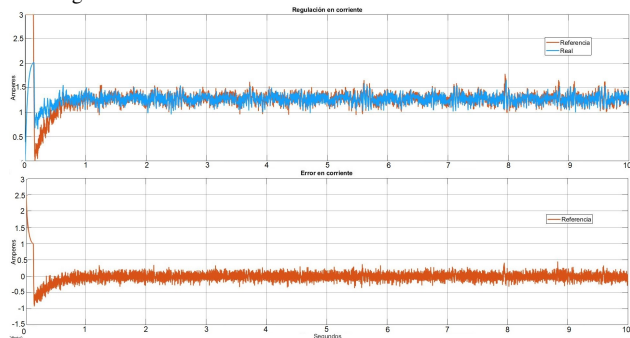 Regulación en corriente
3
2.5
2
1.5
1
0.5
Amperes
Referencia
Real
0 1 2 3 4 5 6 7 8 9 10
Error en corriente
3
2.5
2
1.5
1
0.5
0
-0.5
-1
-1.5
Amperes
Referencia
0 1 2 3 4 5 6 7 8 9 10
Segundos